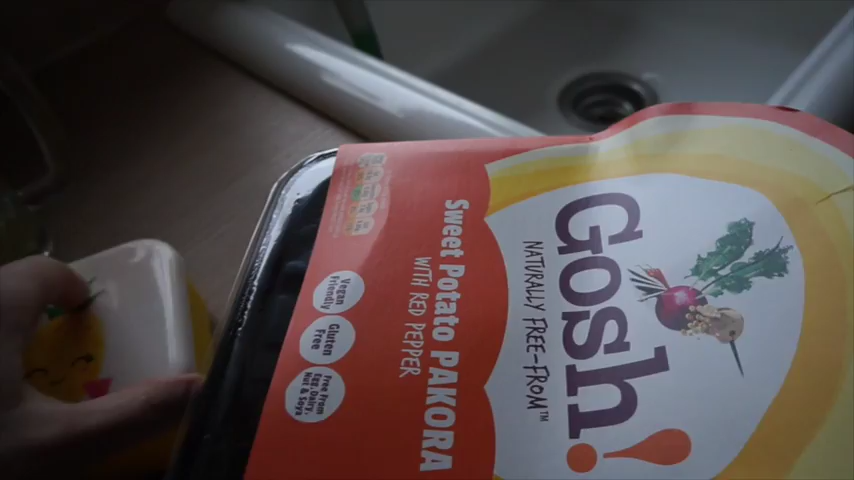 Gosh!
NATURALLY FREE-FROM™
Sweet Potato PAKORA
WITH RED PEPPER
Vegan
Friendly
Gluten
Free
Free From
Egg, Dairy,
Nut & Soya